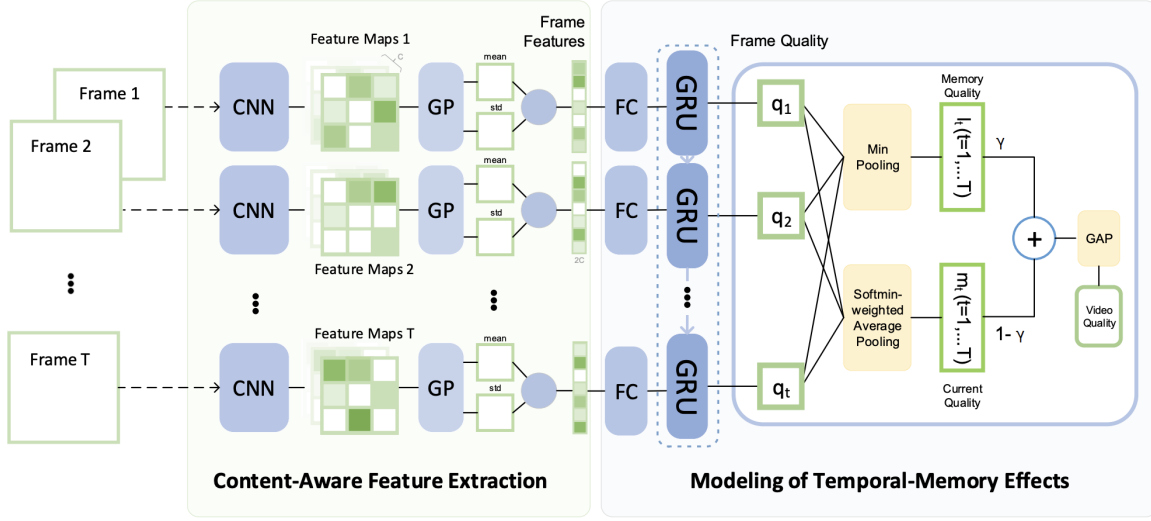 Frame 1
Frame 2
Frame T
CNN
CNN
CNN
Feature Maps 1
C
Feature Maps 2
Feature Maps T
GP
GP
GP
mean
std
mean
std
mean
std
Frame
Features
2C
Content-Aware Feature Extraction
FC
FC
FC
GRU
GRU
GRU
Frame Quality
q1
q2
qt
Min
Pooling
Softmin-
weighted
Average
Pooling
Memory
Quality
lt(t=1,...T)
γ
mt(t=1,...T)
1- γ
Current
Quality
+
GAP
Video
Quality
Modeling of Temporal-Memory Effects